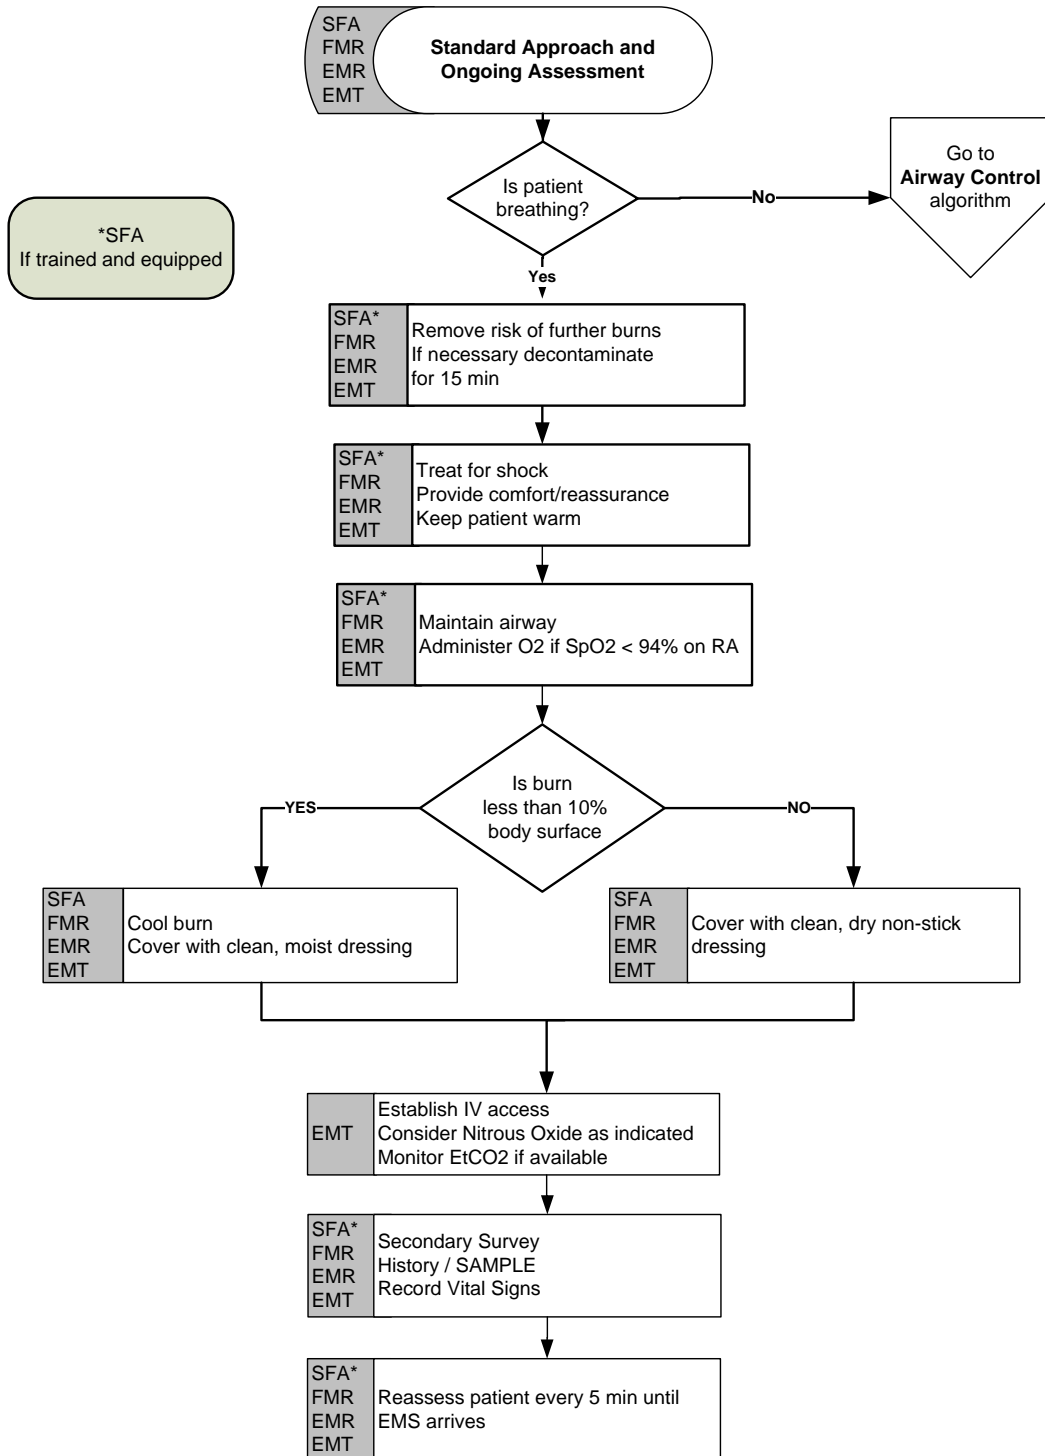 SFA
FMR
EMR
EMT
Standard Approach and
Ongoing Assessment
Is patient
breathing?
No
Go to
Airway Control
algorithm
*SFA
If trained and equipped
Yes
SFA*
FMR
EMR
EMT
Remove risk of further burns
If necessary decontaminate
for 15 min
SFA*
FMR
EMR
EMT
Treat for shock
Provide comfort/reassurance
Keep patient warm
SFA*
FMR
EMR
EMT
Maintain airway
Administer O2 if SpO2 < 94% on RA
Is burn
less than 10%
body surface
YES
NO
SFA
FMR
EMR
EMT
Cool burn
Cover with clean, moist dressing
SFA
FMR
EMR
EMT
Cover with clean, dry non-stick
dressing
EMT
Establish IV access
Consider Nitrous Oxide as indicated
Monitor EtCO2 if available
SFA*
FMR
EMR
EMT
Secondary Survey
History / SAMPLE
Record Vital Signs
SFA*
FMR
EMR
EMT
Reassess patient every 5 min until
EMS arrives